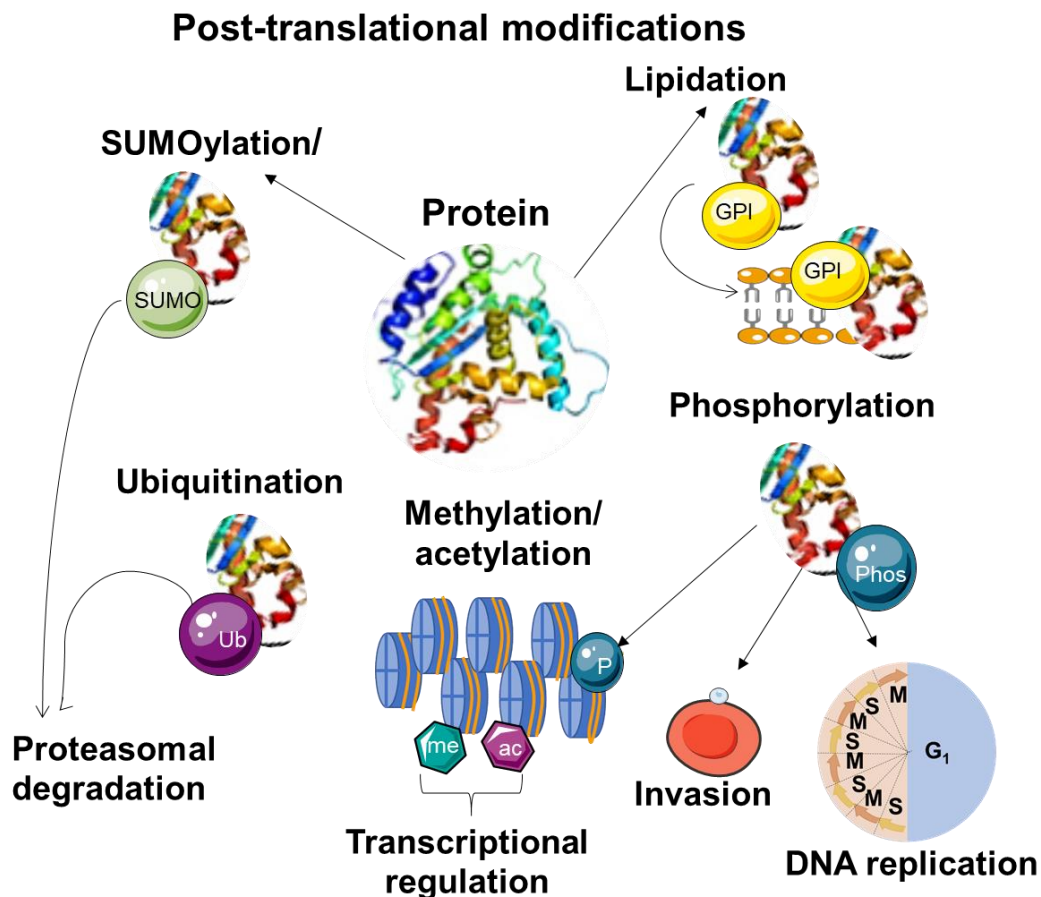 Post-translational modifications
Lipidation
SUMOylation/
Protein
GPI
GPI
SUMO
Phosphorylation
Ubiquitination
Methylation/
acetylation
Phos
Ub
P
me
ac
M
S
M
S
M
S
M
S
G₁
Proteasomal
degradation
Invasion
Transcriptional
regulation
DNA replication